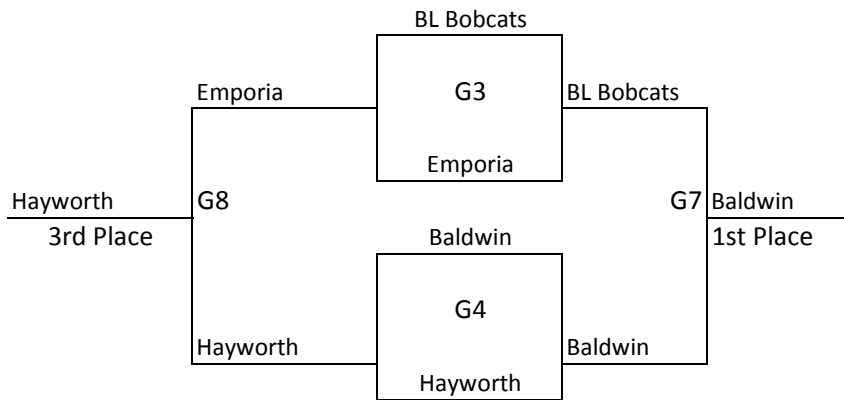 BL Bobcats
Emporia
G3
BL Bobcats
Emporia
Hayworth
G8
G7
Baldwin
3rd Place
Baldwin
1st Place
G4
Hayworth
Baldwin
Hayworth